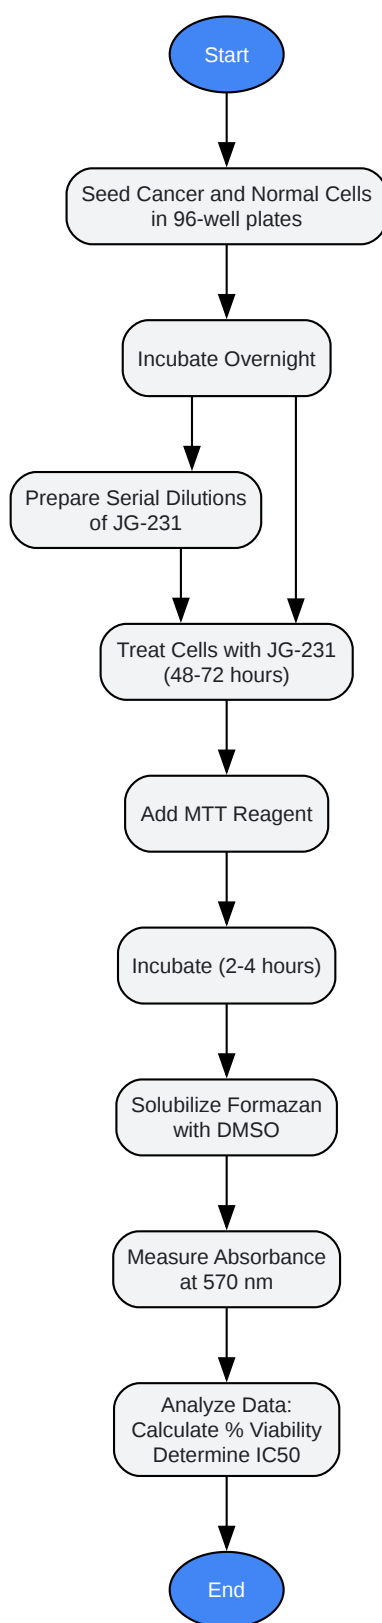 Start
Seed Cancer and Normal Cells
in 96-well plates
Incubate Overnight
Prepare Serial Dilutions
of JG-231
Treat Cells with JG-231
(48-72 hours)
Add MTT Reagent
Incubate (2-4 hours)
Solubilize Formazan
with DMSO
Measure Absorbance
at 570 nm
Analyze Data:
Calculate % Viability
Determine IC50
End